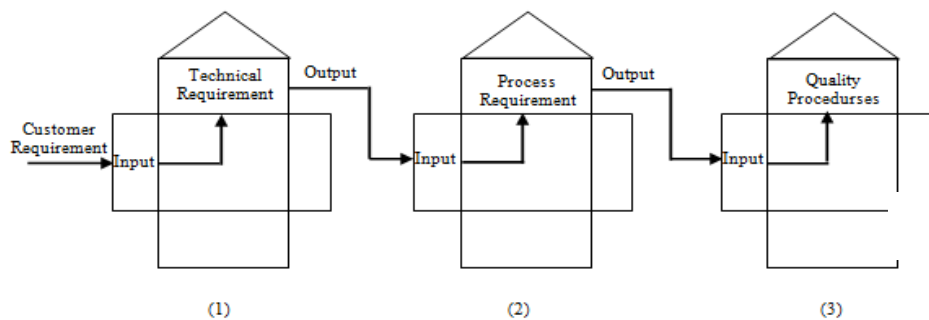 Technical
Requirement
Output
Process
Requirement
Output
Quality
Procedurses
Customer
Requirement
Input
Input
Input
(1)
(2)
(3)